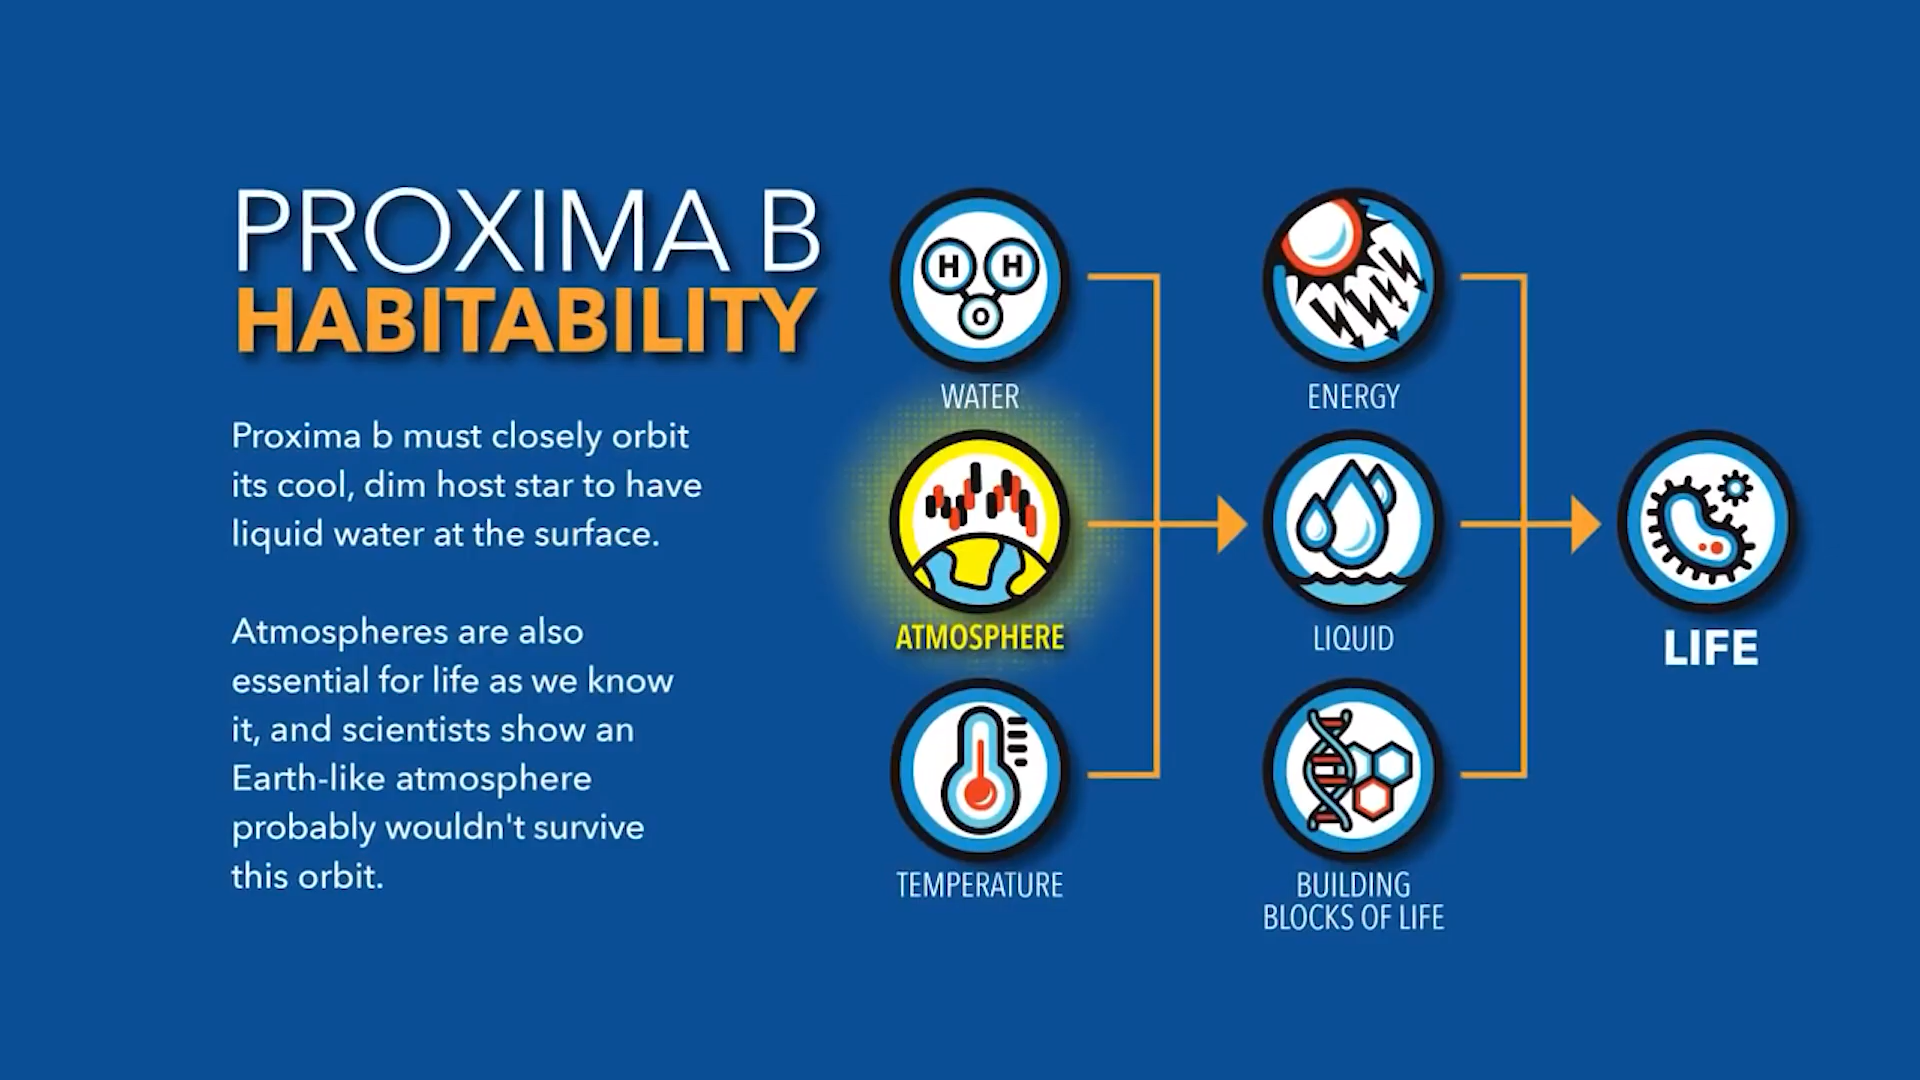 PROXIMA B
HABITABILITY
Proxima b must closely orbit
its cool, dim host star to have
liquid water at the surface.
Atmospheres are also
essential for life as we know
it, and scientists show an
Earth-like atmosphere
probably wouldn't survive
this orbit.
H H
O
WATER
ATMOSPHERE
TEMPERATURE
ENERGY
LIQUID
BUILDING
BLOCKS OF LIFE
LIFE